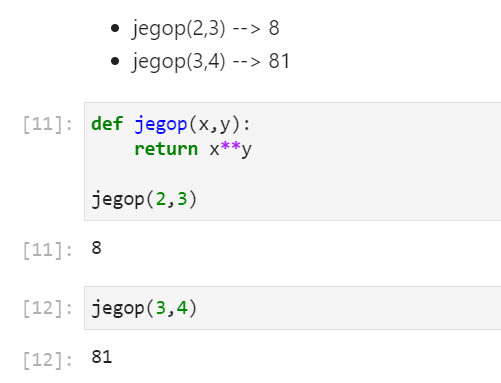 • jegop(2,3) --> 8
• jegop(3,4) --> 81
[11]: def jegop(x,y):
    return x**y
jegop(2,3)
[11]: 8
[12]: jegop(3,4)
[12]: 81